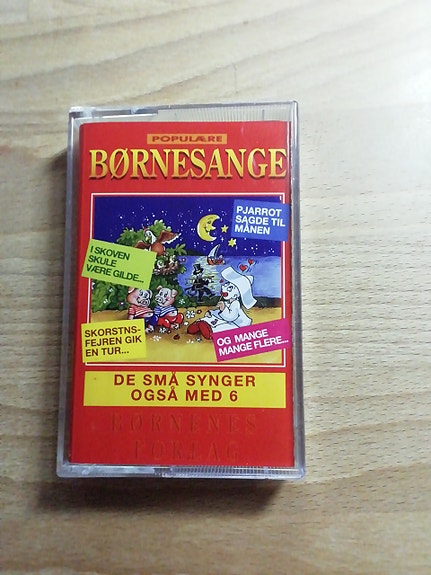 POPULÆRE
BØRNESANGE
PJARROT
SAGDE TIL
MÅNEN
I SKOVEN
SKULE
VÆRE GILDE...
SKORSTNS-
FEJREN GIK
EN TUR...
OG MANGE
MANGE FLERE...
DE SMÅ SYNGER
OGSÅ MED 6
BØRNENES
FORLAG